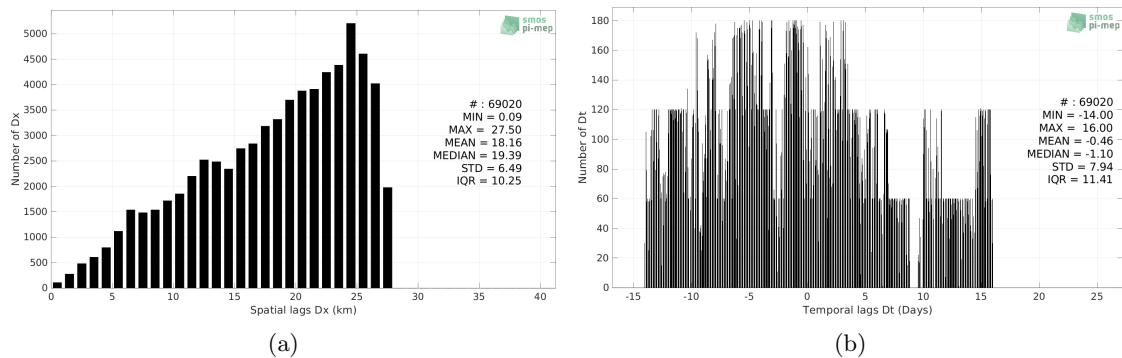 smos
pi-mep
5500
5000
4500
4000
3500
3000
2500
2000
1500
1000
500
0
Number of Dx
# : 69020
MIN = 0.09
MAX = 27.50
MEAN = 18.16
MEDIAN = 19.39
STD = 6.49
IQR = 10.25
0 5 10 15 20 25 30 35 40
Spatial lags Dx (km)
(a)
smos
pi-mep
180
160
140
120
100
80
60
40
20
0
Number of Dt
# : 69020
MIN = -14.00
MAX = 16.00
MEAN = -0.46
MEDIAN = -1.10
STD = 7.94
IQR = 11.41
-15 -10 -5 0 5 10 15 20 25
Temporal lags Dt (Days)
(b)